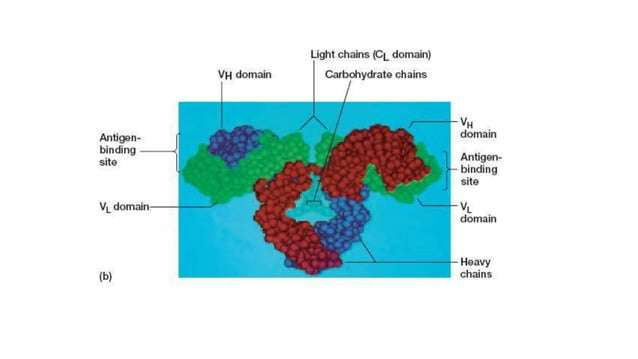 Light chains (CL domain)
VH domain
Carbohydrate chains
VH
domain
Antigen-
binding
site
Antigen-
binding
site
VL domain
VL
domain
Heavy
chains
(b)